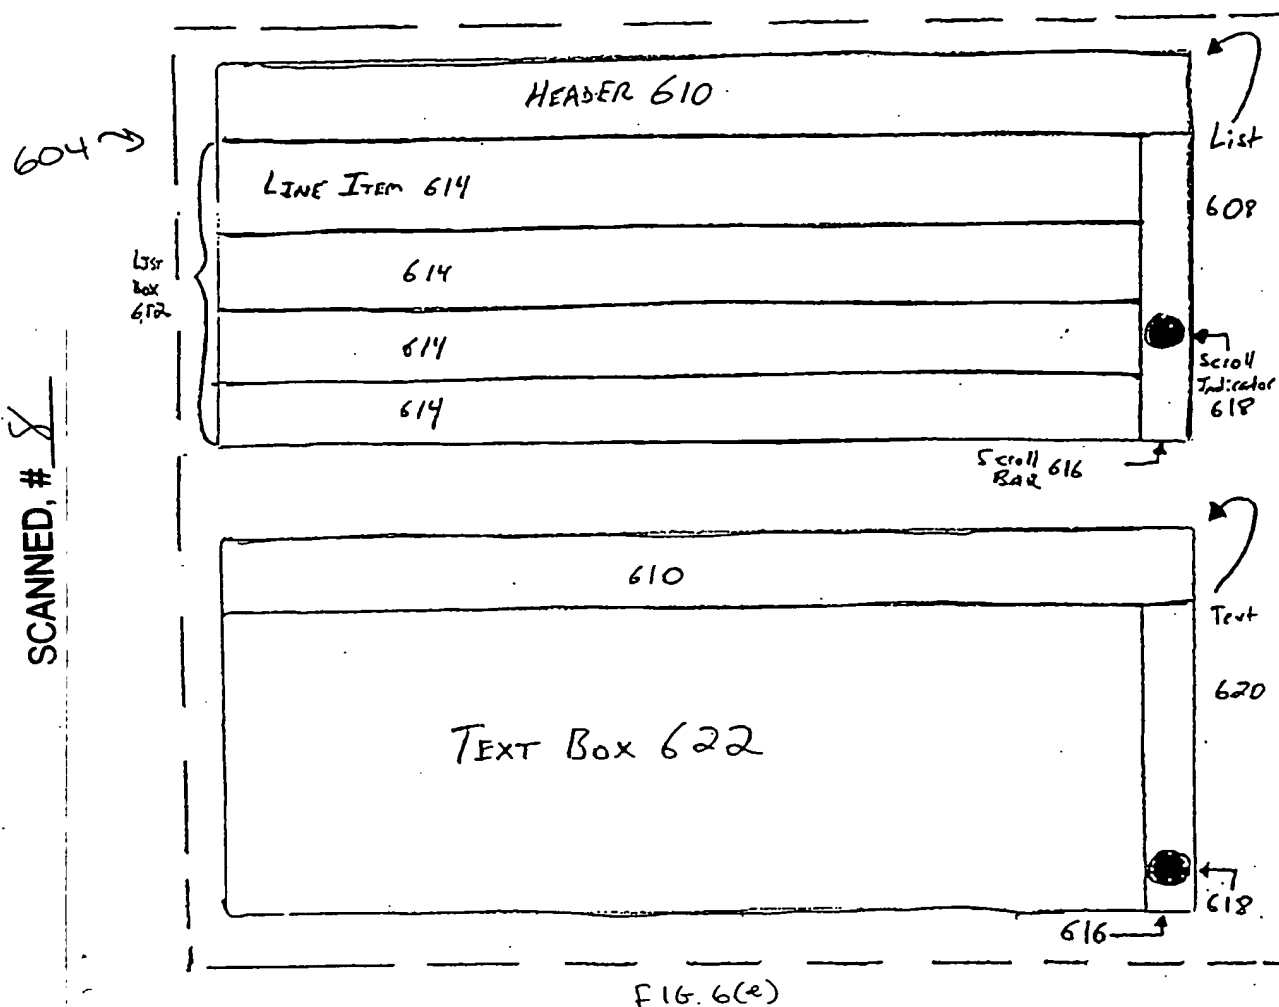 HEADER 610
List
608
604
LINE ITEM 614
614
614
614
LIST
BOX
612
Scroll
Indicator
618
Scroll
BAR 616
SCANNED, # 8
610
Text
620
TEXT BOX 622
618
616
FIG. 6(e)